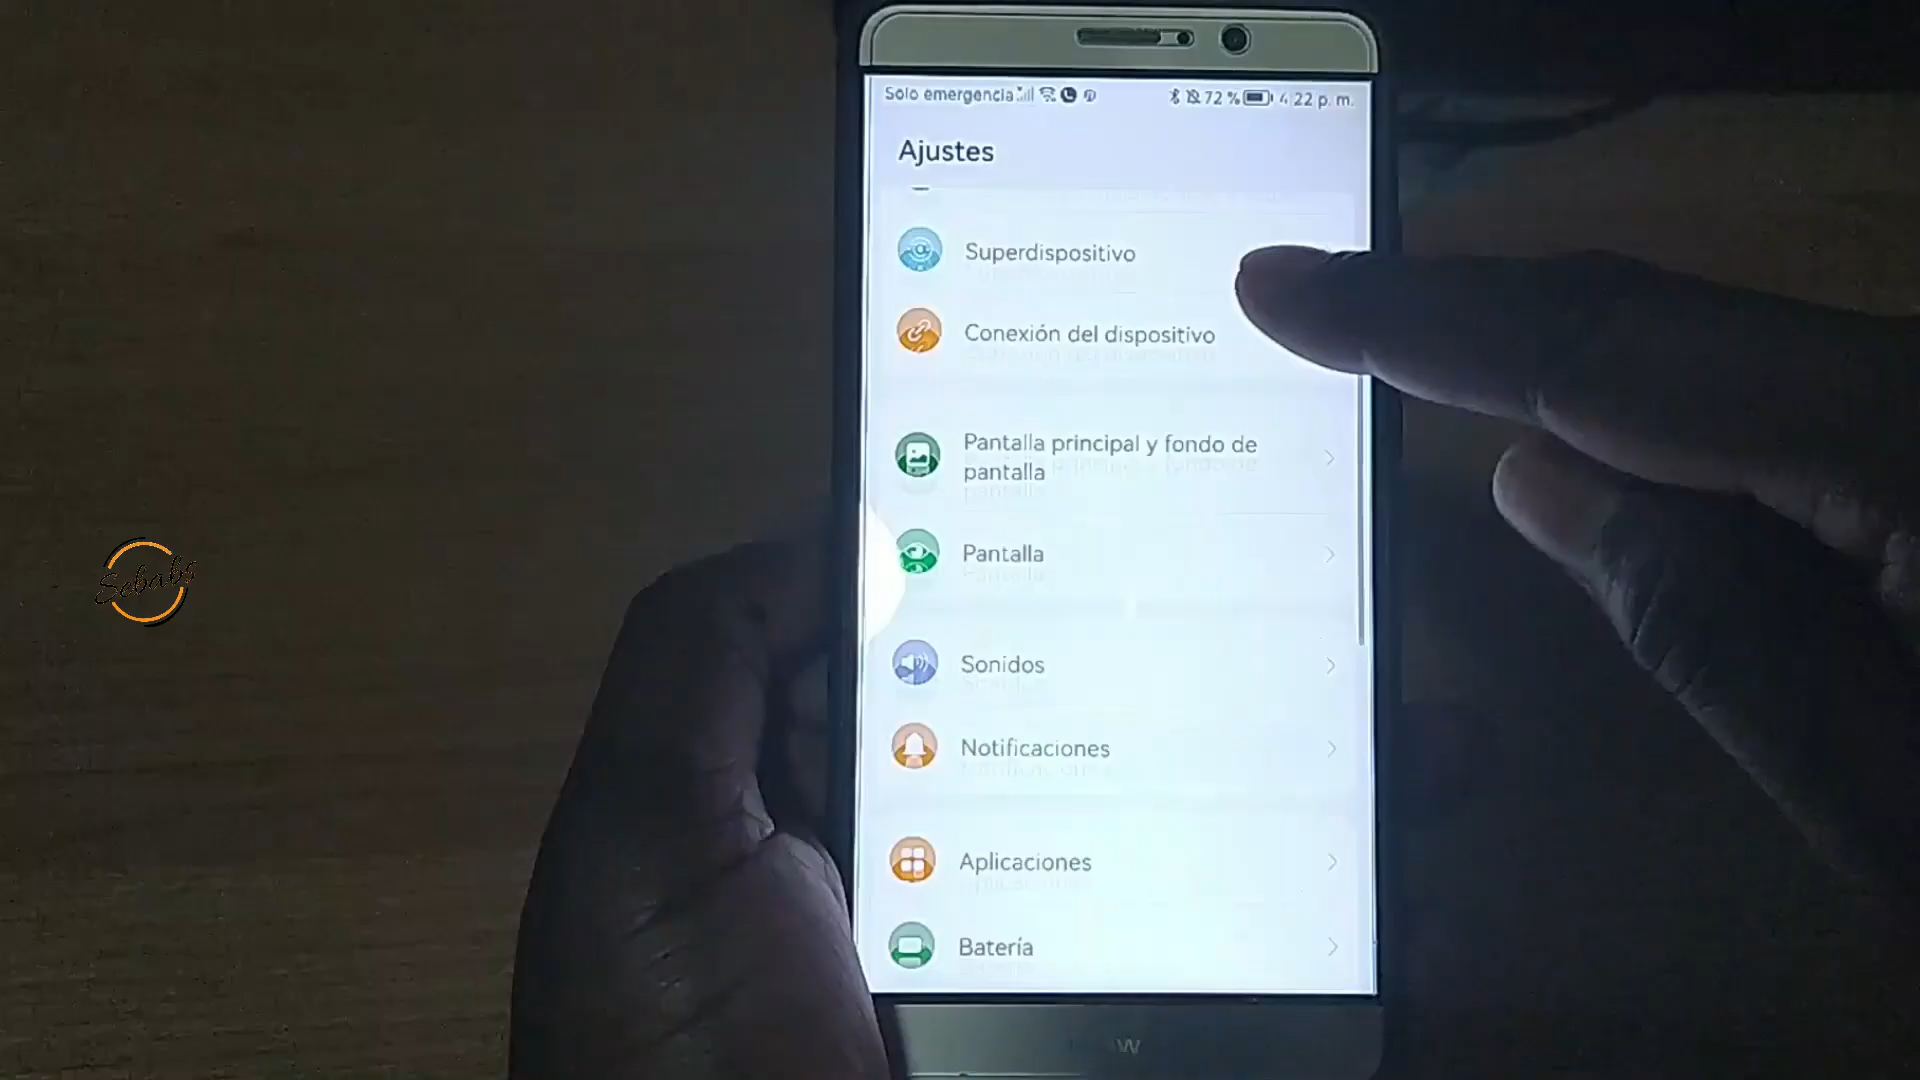 Solo emergencia
72 %
4:22 p. m.
Ajustes
Superdispositivo
Conexión del dispositivo
Pantalla principal y fondo de
pantalla
Pantalla
Sebabs
Sonidos
Notificaciones
Aplicaciones
Batería